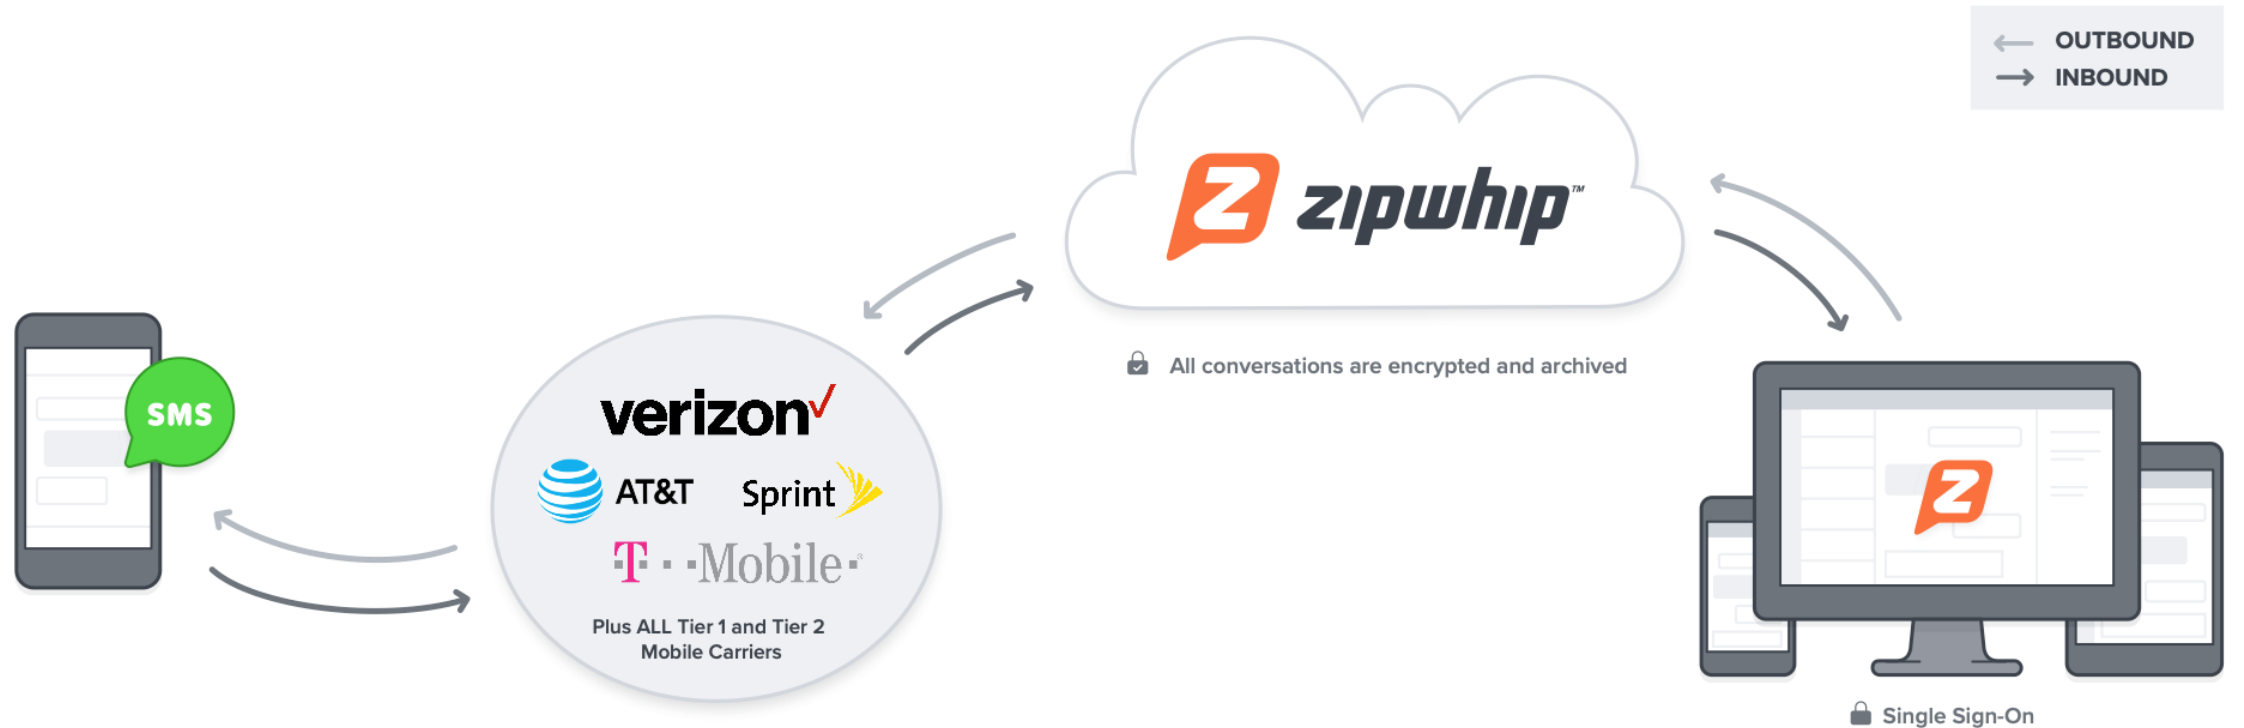 OUTBOUND
INBOUND
zipwhip™
All conversations are encrypted and archived
SMS
verizon
AT&T
Sprint
T··Mobile·®
Plus ALL Tier 1 and Tier 2
Mobile Carriers
Z
Single Sign-On